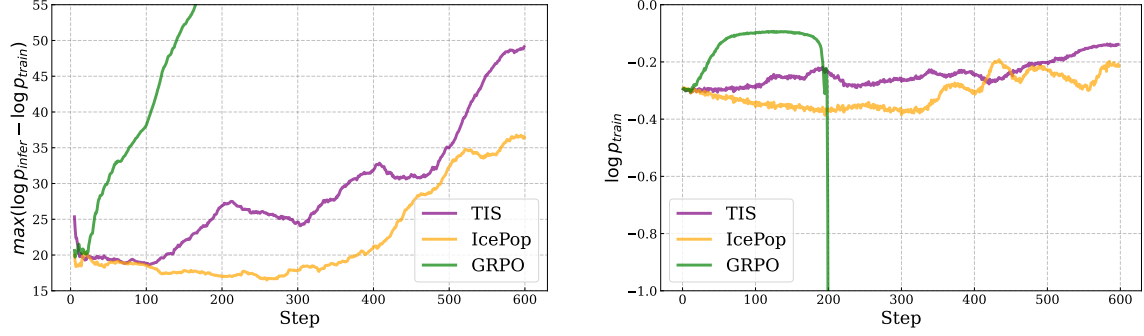 max(log p_infer − log p_train)
55
50
45
40
35
30
25
20
15
0 100 200 300 400 500 600
Step
TIS
IcePop
GRPO
log p_train
0.0
−0.2
−0.4
−0.6
−0.8
−1.0
0 100 200 300 400 500 600
Step
TIS
IcePop
GRPO